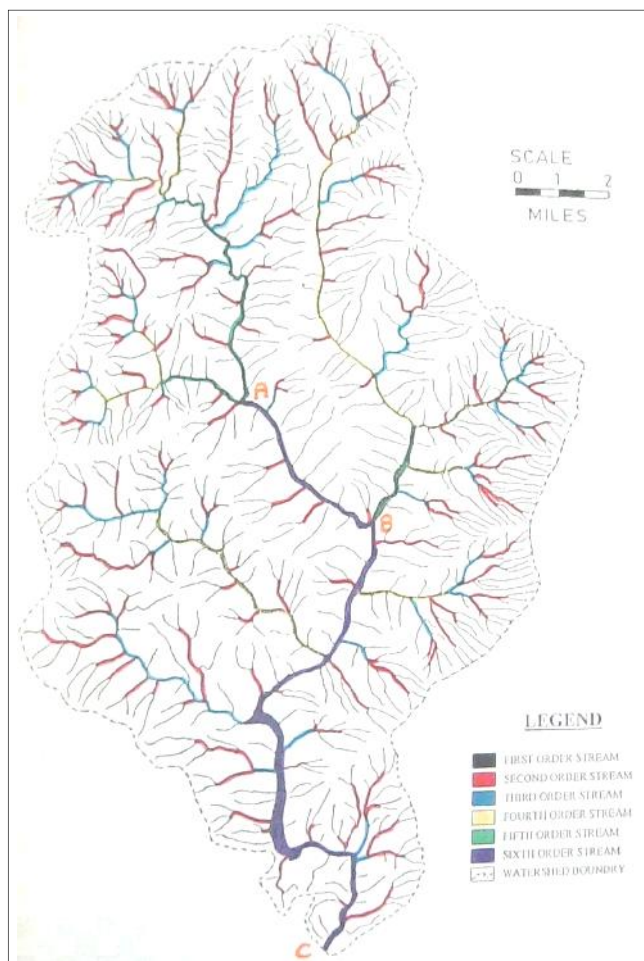 SCALE
0 1 2
MILES
A
B
LEGEND
FIRST ORDER STREAM
SECOND ORDER STREAM
THIRD ORDER STREAM
FOURTH ORDER STREAM
FIFTH ORDER STREAM
SIXTH ORDER STREAM
WATERSHED BOUNDRY
C